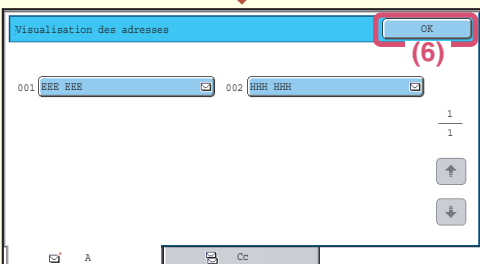 Visualisation des adresses
OK
(6)
001 EEE EEE
002 HHH HHH
1
1
A
Cc